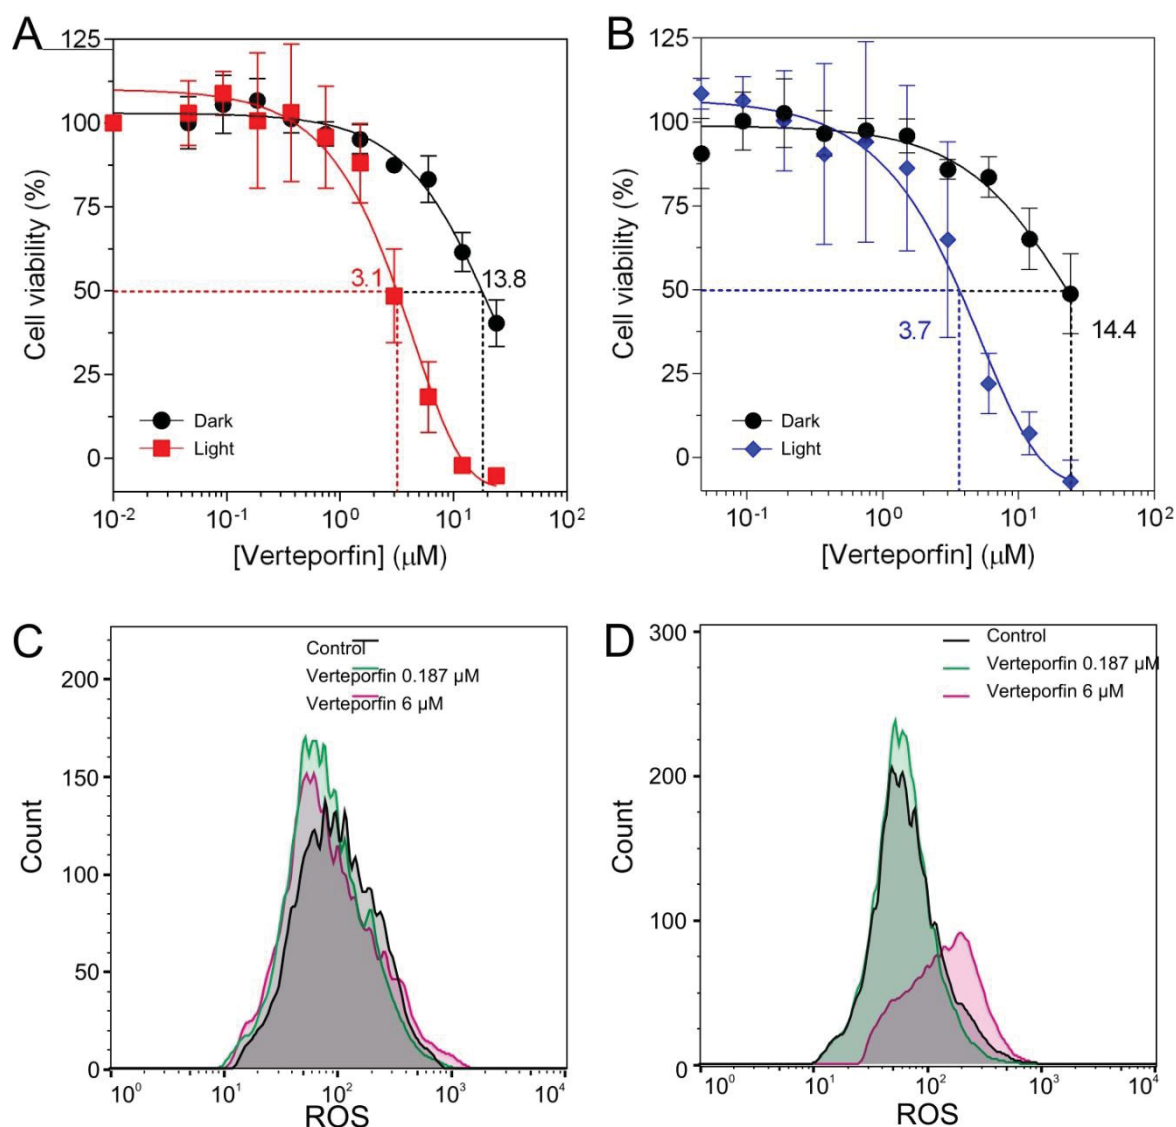 A
125
100
75
50
25
0
Cell viability (%)
3.1
13.8
Dark
Light
10-2
10-1
100
101
102
[Verteporfin] (μM)
B
125
100
75
50
25
0
Cell viability (%)
3.7
14.4
Dark
Light
10-1
100
101
102
[Verteporfin] (μM)
C
200
150
100
50
0
Count
Control
Verteporfin 0.187 μM
Verteporfin 6 μM
100
101
102
103
104
ROS
D
300
200
100
0
Count
Control
Verteporfin 0.187 μM
Verteporfin 6 μM
100
101
102
103
104
ROS